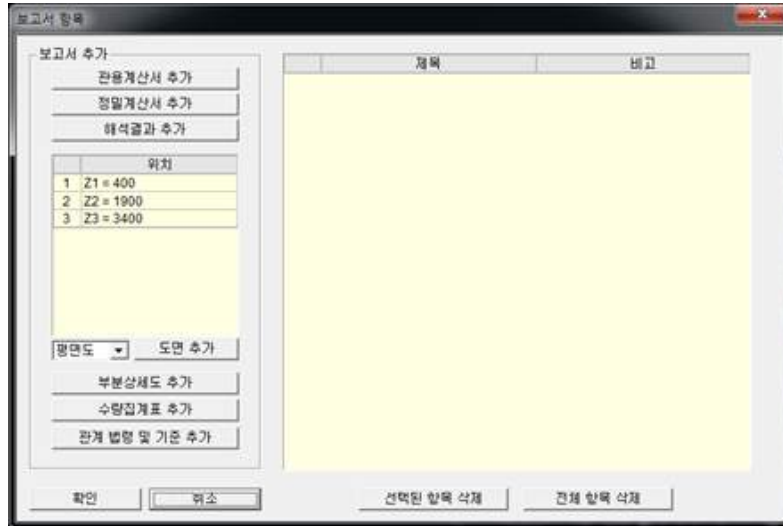 보고서 항목
보고서 추가
관용계산서 추가
정밀계산서 추가
해석결과 추가
위치
1 Z1 = 400
2 Z2 = 1900
3 Z3 = 3400
평면도
도면 추가
부분상세도 추가
수량집계표 추가
관계 법령 및 기준 추가
제목 비고
확인
취소
선택된 항목 삭제
전체 항목 삭제